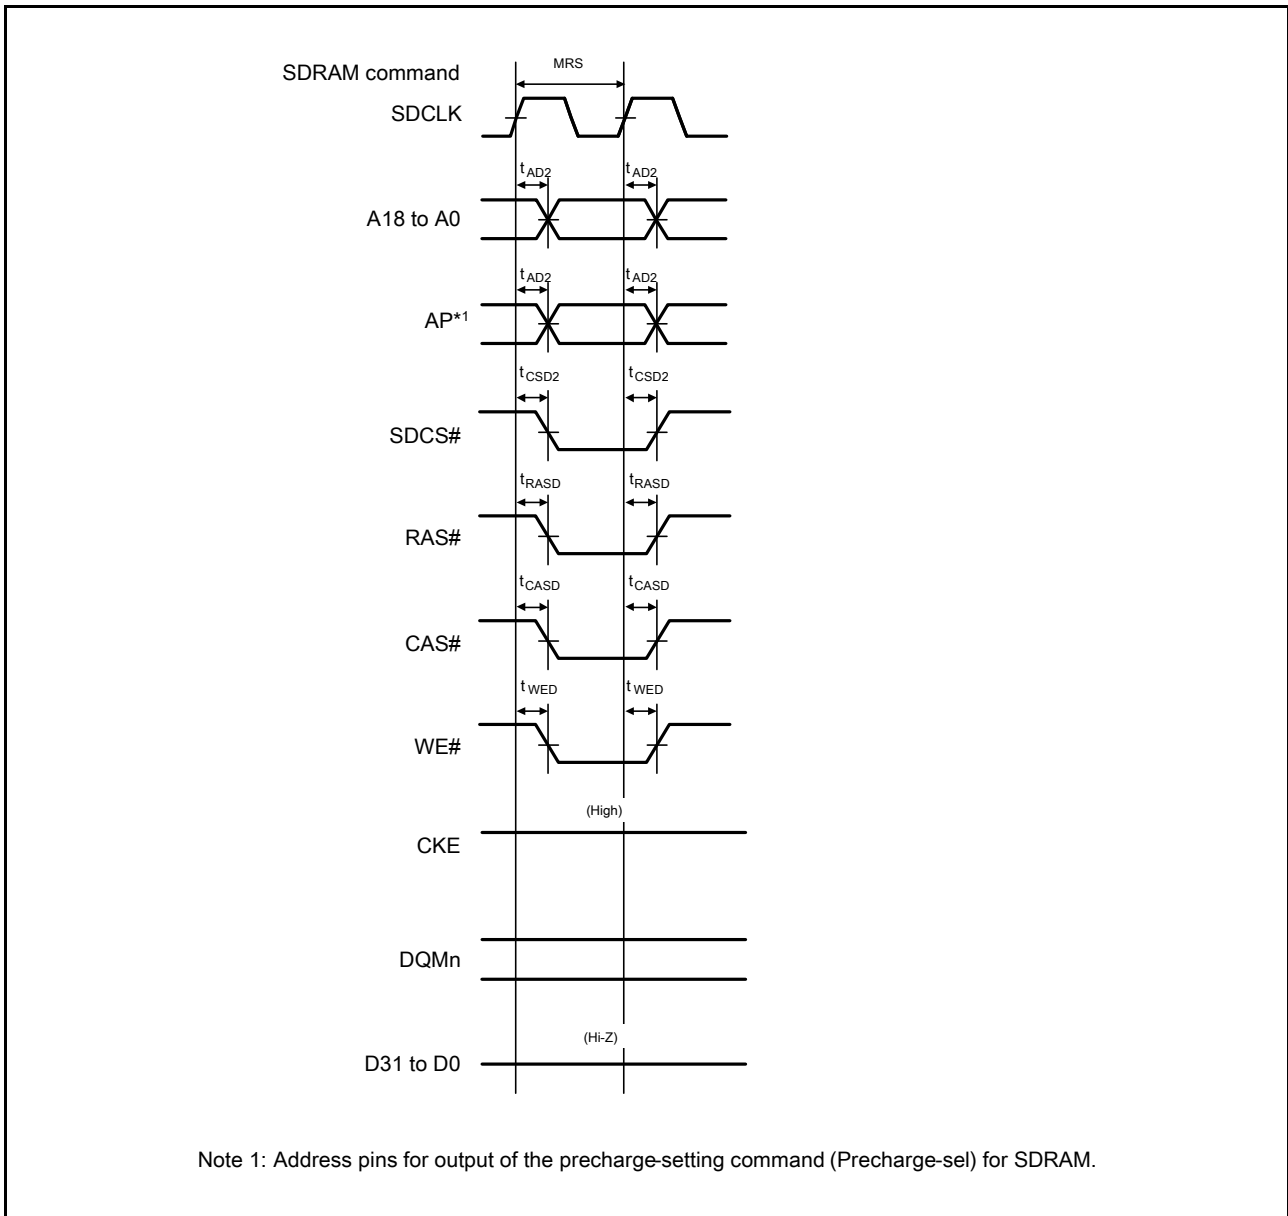 MRS
SDRAM command
SDCLK
tAD2 tAD2
A18 to A0
tAD2 tAD2
AP*1
tCSD2 tCSD2
SDCS#
tRASD tRASD
RAS#
tCASD tCASD
CAS#
tWED tWED
WE#
(High)
CKE
DQMn
(Hi-Z)
D31 to D0
Note 1: Address pins for output of the precharge-setting command (Precharge-sel) for SDRAM.